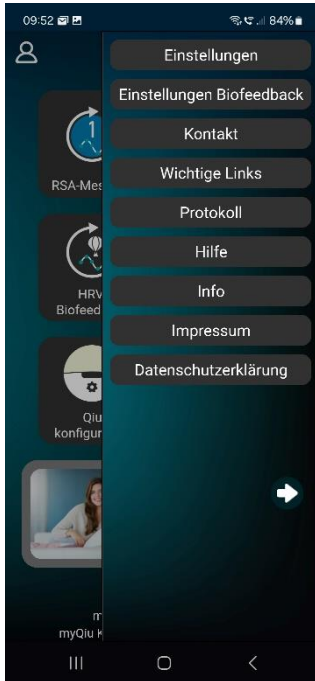 09:52
84%
Einstellungen
Einstellungen Biofeedback
Kontakt
Wichtige Links
Protokoll
Hilfe
Info
Impressum
Datenschutzerklärung
1
RSA-Mes
HRV
Biofeed
Qiu
konfigur
m
myQiu K